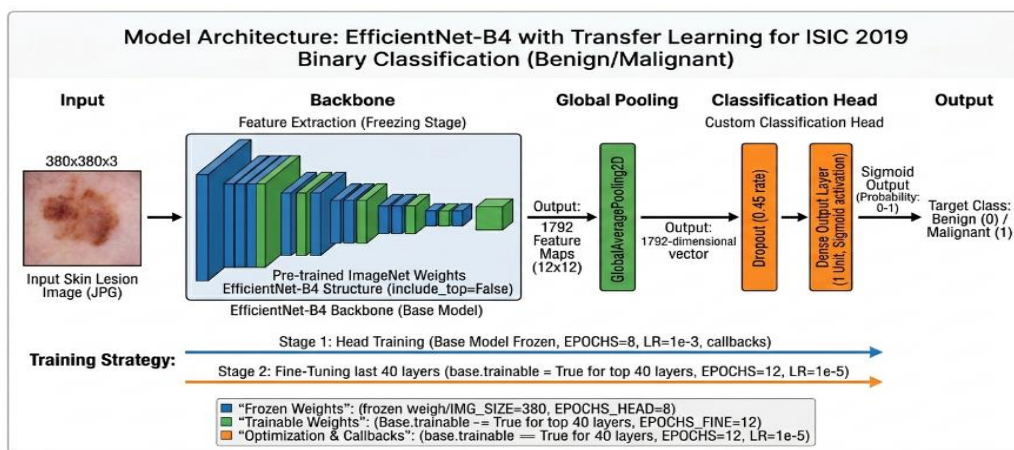 Model Architecture: EfficientNet-B4 with Transfer Learning for ISIC 2019
Binary Classification (Benign/Malignant)
Input
Backbone
Global Pooling
Classification Head
Output
Feature Extraction (Freezing Stage)
Custom Classification Head
380x380x3
Input Skin Lesion
Image (JPG)
Pre-trained ImageNet Weights
EfficientNet-B4 Structure (include_top=False)
EfficientNet-B4 Backbone (Base Model)
Output:
1792
Feature
Maps
(12x12)
GlobalAveragePooling2D
Output:
1792-dimensional
vector
Dropout (0.45 rate)
Dense Output Layer
(1 Unit, Sigmoid activation)
Sigmoid
Output
(Probability:
0-1)
Target Class:
Benign (0) /
Malignant (1)
Training Strategy:
Stage 1: Head Training (Base Model Frozen, EPOCHS=8, LR=1e-3, callbacks)
Stage 2: Fine-Tuning last 40 layers (base.trainable = True for top 40 layers, EPOCHS=12, LR=1e-5)
"Frozen Weights": (frozen weigh/IMG_SIZE=380, EPOCHS_HEAD=8)
"Trainable Weights": (Base.trainable -= True for top 40 layers, EPOCHS_FINE=12)
"Optimization & Callbacks": (base.trainable == True for 40 layers, EPOCHS=12, LR=1e-5)